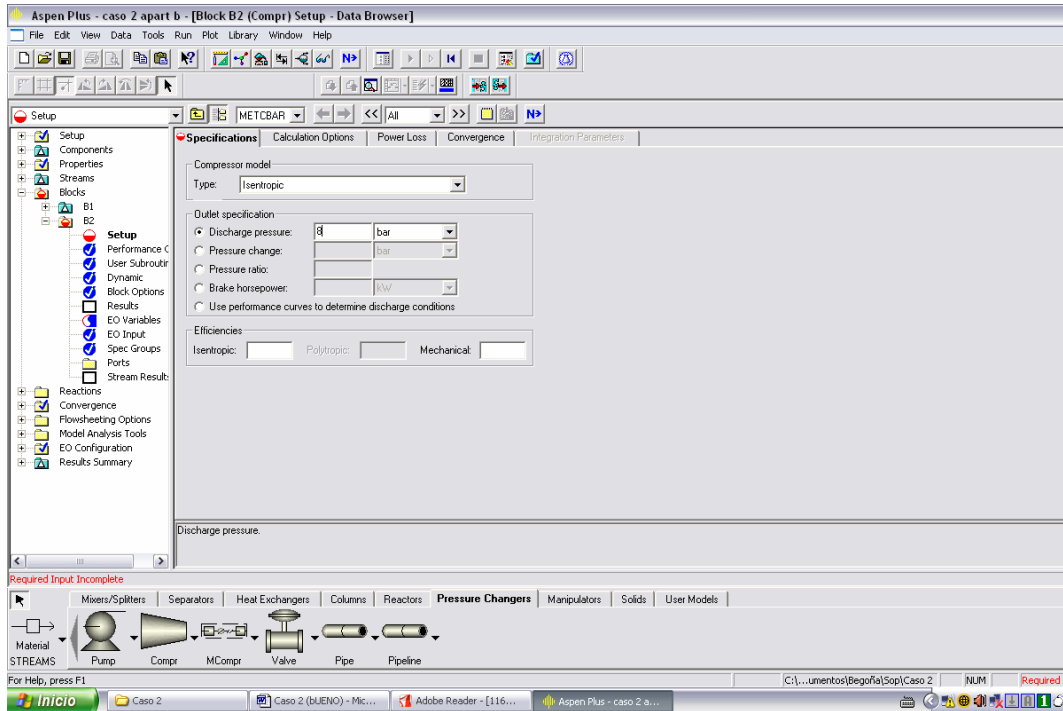 Aspen Plus - caso 2 apart b - [Block B2 (Compr) Setup - Data Browser]
File Edit View Data Tools Run Plot Library Window Help
N>
Setup METCBAR << All >> N>
Specifications Calculation Options Power Loss Convergence Integration Parameters
Setup
Components
Properties
Streams
Blocks
B1
B2
Setup
Performance C
User Subroutir
Dynamic
Block Options
Results
EO Variables
EO Input
Spec Groups
Ports
Stream Result:
Reactions
Convergence
Flowsheeting Options
Model Analysis Tools
EO Configuration
Results Summary
Compressor model
Type: Isentropic
Outlet specification
Discharge pressure: 8 bar
Pressure change: bar
Pressure ratio:
Brake horsepower: kW
Use performance curves to determine discharge conditions
Efficiencies
Isentropic: Polytropic: Mechanical:
Discharge pressure.
Required Input Incomplete
Mixers/Splitters Separators Heat Exchangers Columns Reactors Pressure Changers Manipulators Solids User Models
Material
STREAMS Pump Compr MCompr Valve Pipe Pipeline
For Help, press F1 C:\...umentos\Begoña\Sop\Caso 2 NUM Required
Inicio Caso 2 Caso 2 (bUENO) - Mic... Adobe Reader - [116... Aspen Plus - caso 2 a...